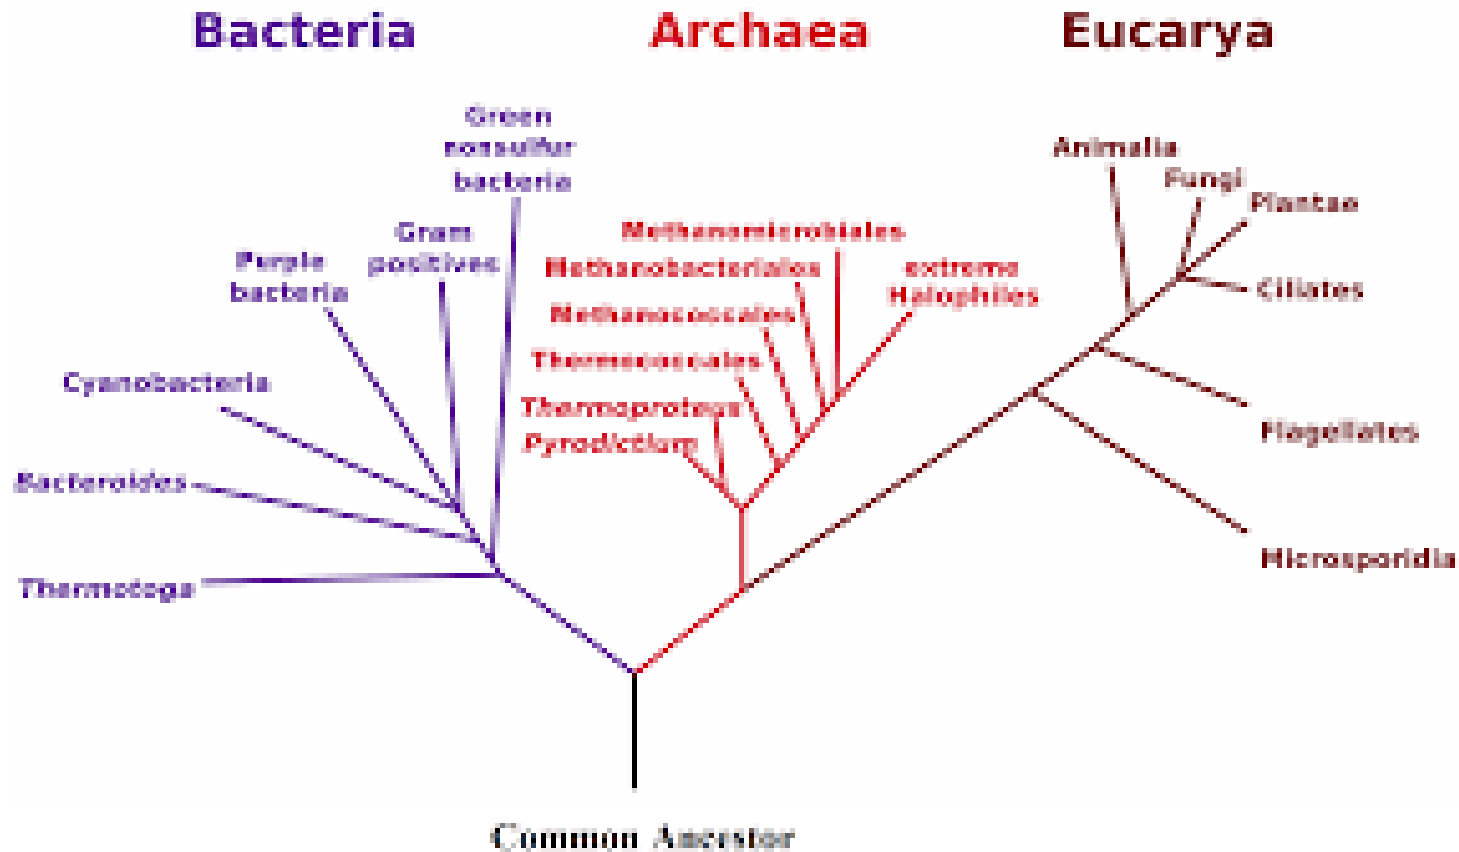 Bacteria
Archaea
Eucarya
Green
nonsulfur
bacteria
Gram
positives
Purple
bacteria
Cyanobacteria
Bacteroides
Thermotoga
Methanomicrobiales
Methanobacteriales
extreme
Halophiles
Methanococcales
Thermococcales
Thermoproteus
Pyrodictium
Animalia
Fungi
Plantae
Ciliates
Flagellates
Microsporidia
Common Ancestor